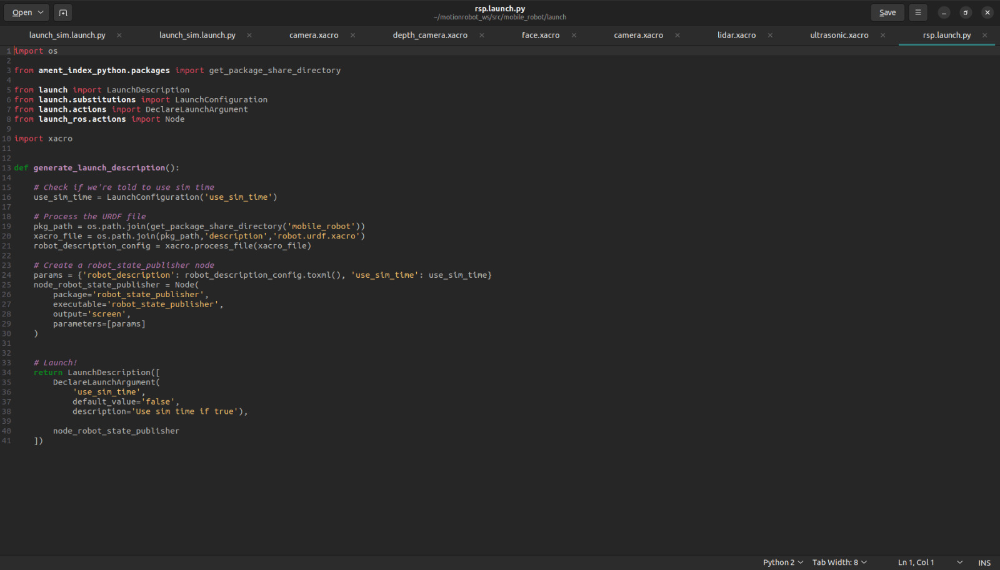 Open
rsp.launch.py
~/motionrobot_ws/src/mobile_robot/launch
Save
launch_sim.launch.py
launch_sim.launch.py
camera.xacro
depth_camera.xacro
face.xacro
camera.xacro
lidar.xacro
ultrasonic.xacro
rsp.launch.py
1 import os
2
3 from ament_index_python.packages import get_package_share_directory
4
5 from launch import LaunchDescription
6 from launch.substitutions import LaunchConfiguration
7 from launch.actions import DeclareLaunchArgument
8 from launch_ros.actions import Node
9
10 import xacro
11
12
13 def generate_launch_description():
14
15     # Check if we're told to use sim time
16     use_sim_time = LaunchConfiguration('use_sim_time')
17
18     # Process the URDF file
19     pkg_path = os.path.join(get_package_share_directory('mobile_robot'))
20     xacro_file = os.path.join(pkg_path,'description','robot.urdf.xacro')
21     robot_description_config = xacro.process_file(xacro_file)
22
23     # Create a robot_state_publisher node
24     params = {'robot_description': robot_description_config.toxml(), 'use_sim_time': use_sim_time}
25     node_robot_state_publisher = Node(
26         package='robot_state_publisher',
27         executable='robot_state_publisher',
28         output='screen',
29         parameters=[params]
30     )
31
32
33     # Launch!
34     return LaunchDescription([
35         DeclareLaunchArgument(
36             'use_sim_time',
37             default_value='false',
38             description='Use sim time if true'),
39
40         node_robot_state_publisher
41     ])
Python 2
Tab Width: 8
Ln 1, Col 1
INS